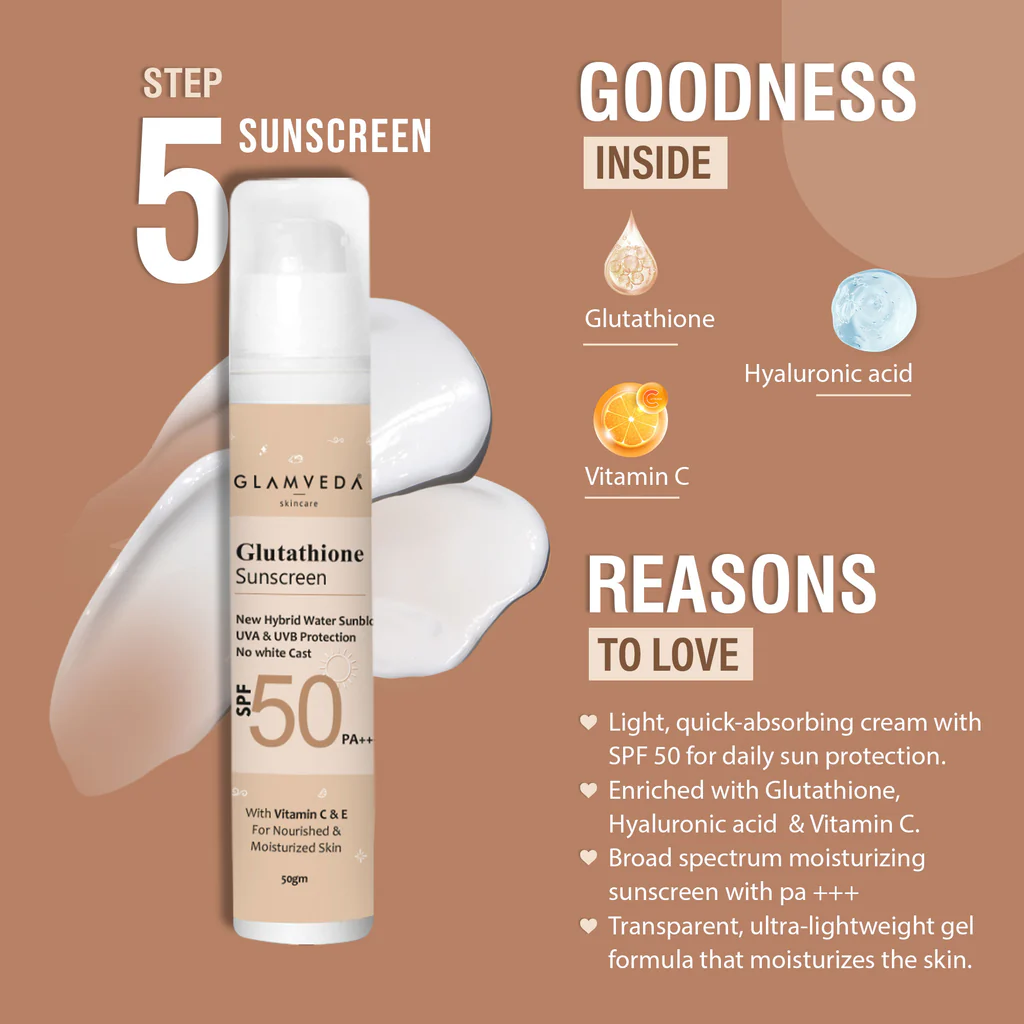 STEP
5 SUNSCREEN
GLAMVEDA®
skincare
Glutathione
Sunscreen
New Hybrid Water Sunblo
UVA & UVB Protection
No white Cast
SPF 50 PA++
With Vitamin C & E
For Nourished &
Moisturized Skin
50gm
GOODNESS
INSIDE
Glutathione
Hyaluronic acid
Vitamin C
REASONS
TO LOVE
Light, quick-absorbing cream with
SPF 50 for daily sun protection.
Enriched with Glutathione,
Hyaluronic acid & Vitamin C.
Broad spectrum moisturizing
sunscreen with pa +++
Transparent, ultra-lightweight gel
formula that moisturizes the skin.